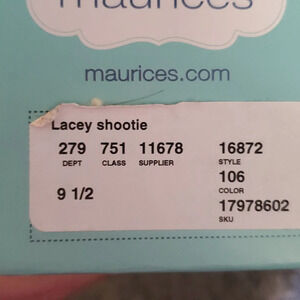 maurices
maurices.com
Lacey shootie
279 751 11678 16872
DEPT CLASS SUPPLIER STYLE
106
COLOR
9 1/2
17978602
SKU